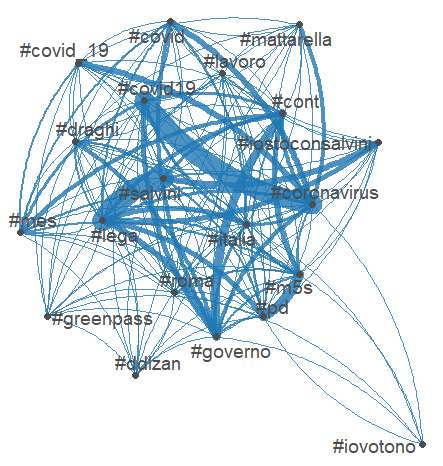 #covid
#mattarella
#covid_19
#lavoro
#covid19
#conte
#draghi
#iostoconsalvini
#salvini
#coronavirus
#mes
#lega
#italia
#roma
#m5s
#greenpass
#pd
#governo
#ddlzan
#iovotono